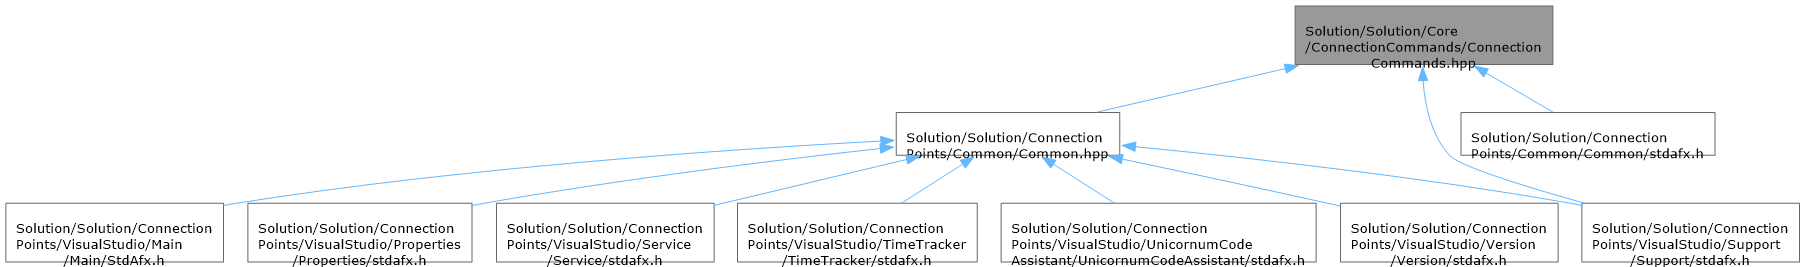 Solution/Solution/Core
/ConnectionCommands/Connection
Commands.hpp
Solution/Solution/Connection
Points/Common/Common.hpp
Solution/Solution/Connection
Points/Common/Common/stdafx.h
Solution/Solution/Connection
Points/VisualStudio/Main
/Main/StdAfx.h
Solution/Solution/Connection
Points/VisualStudio/Properties
/Properties/stdafx.h
Solution/Solution/Connection
Points/VisualStudio/Service
/Service/stdafx.h
Solution/Solution/Connection
Points/VisualStudio/TimeTracker
/TimeTracker/stdafx.h
Solution/Solution/Connection
Points/VisualStudio/UnicornumCode
Assistant/UnicornumCodeAssistant/stdafx.h
Solution/Solution/Connection
Points/VisualStudio/Version
/Version/stdafx.h
Solution/Solution/Connection
Points/VisualStudio/Support
/Support/stdafx.h